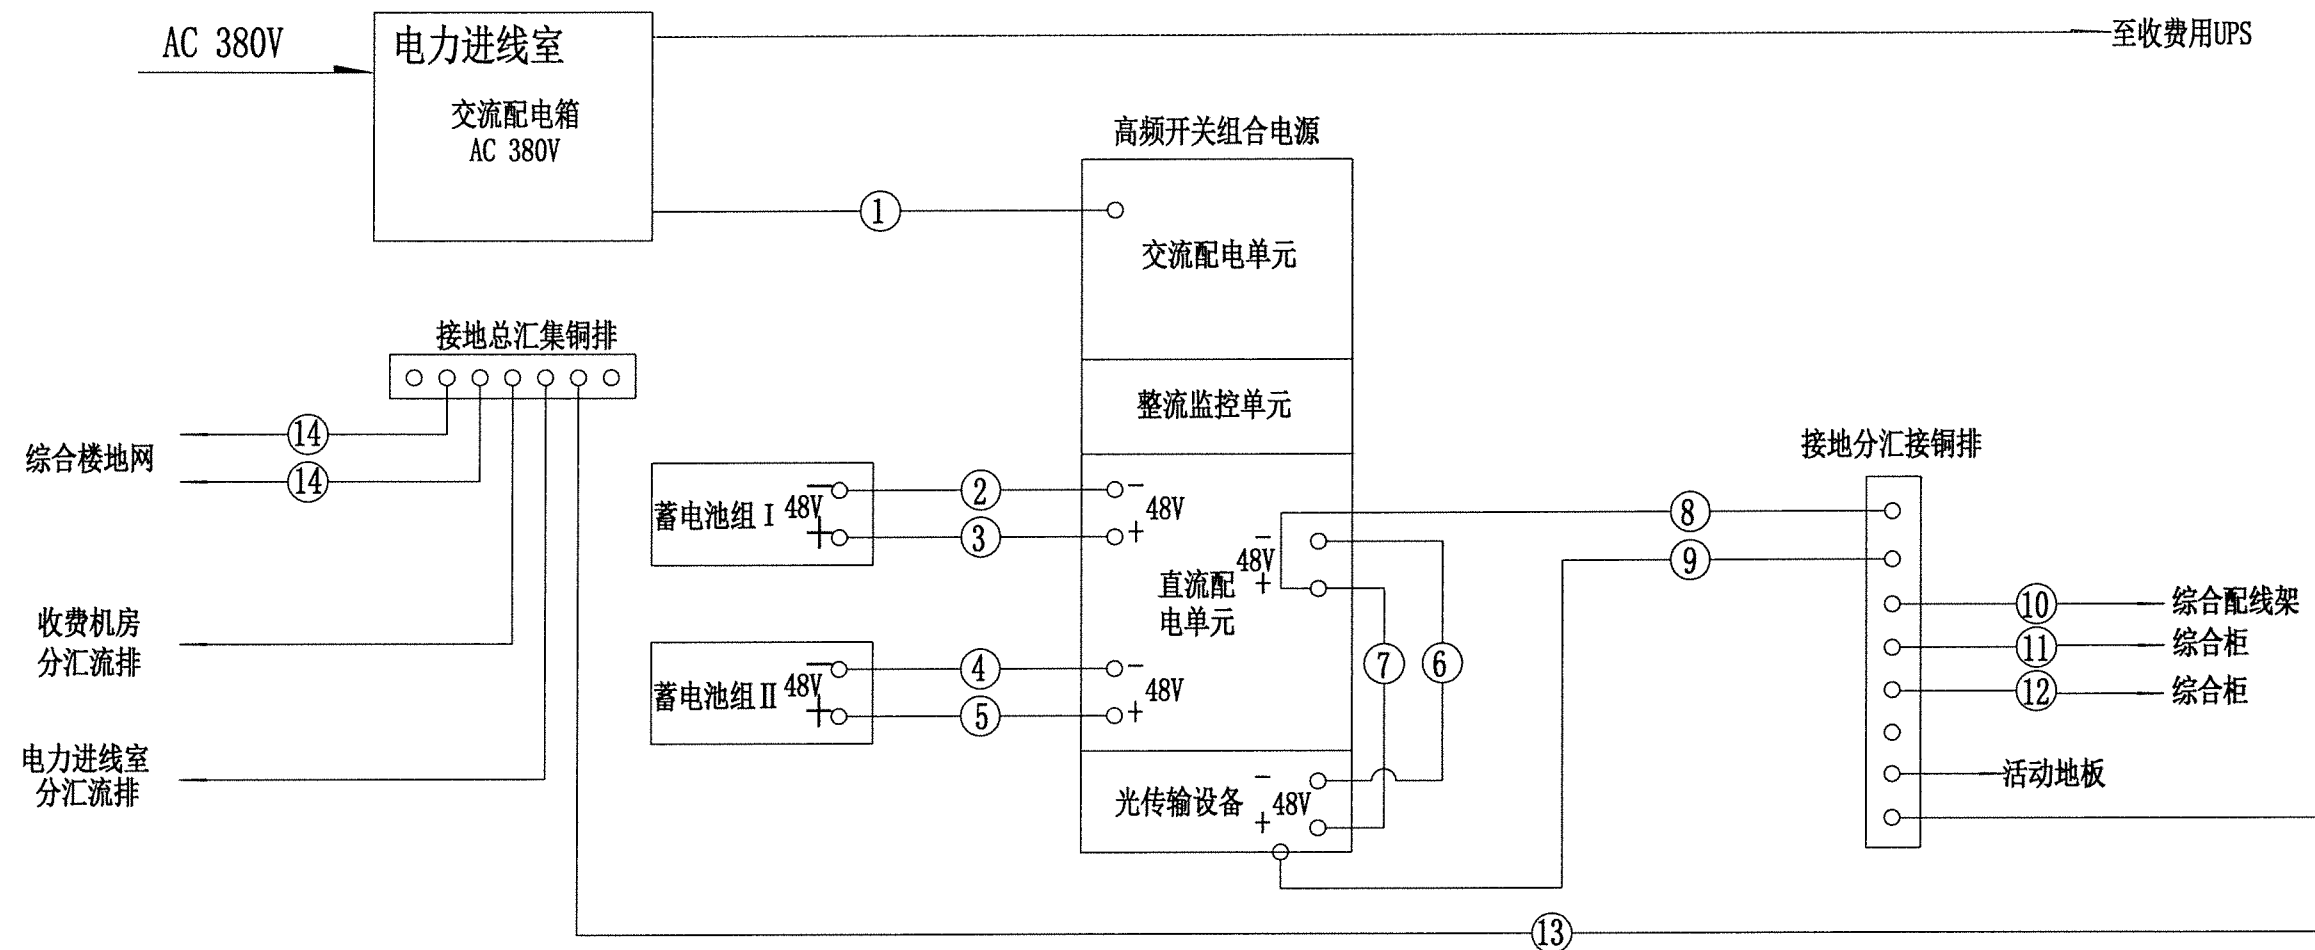 AC 380V
电力进线室
至收费用UPS
交流配电箱
AC 380V
高频开关组合电源
①
交流配电单元
接地总汇集铜排
整流监控单元
⑭
综合楼地网
⑭
接地分汇接铜排
蓄电池组Ⅰ 48V
−
+
②
③
−
48V
+
⑧
−
48V
+
⑨
直流配
电单元
⑩
综合配线架
收费机房
分汇流排
⑪
综合柜
⑦
⑥
蓄电池组Ⅱ 48V
−
+
④
⑤
−
48V
+
⑫
综合柜
电力进线室
分汇流排
光传输设备
−
48V
+
活动地板
⑬